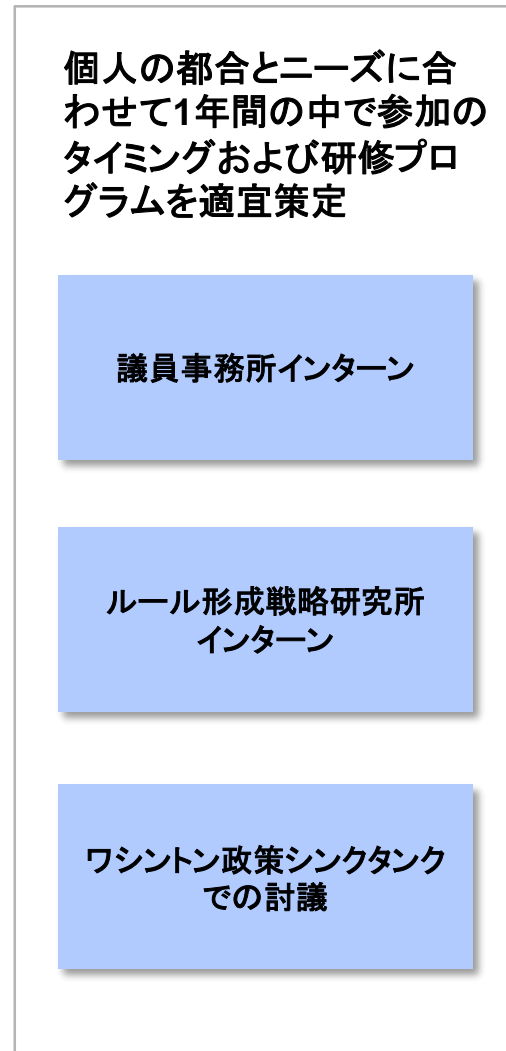 個人の都合とニーズに合
わせて1年間の中で参加の
タイミングおよび研修プロ
グラムを適宜策定
議員事務所インターン
ルール形成戦略研究所
インターン
ワシントン政策シンクタンク
での討議